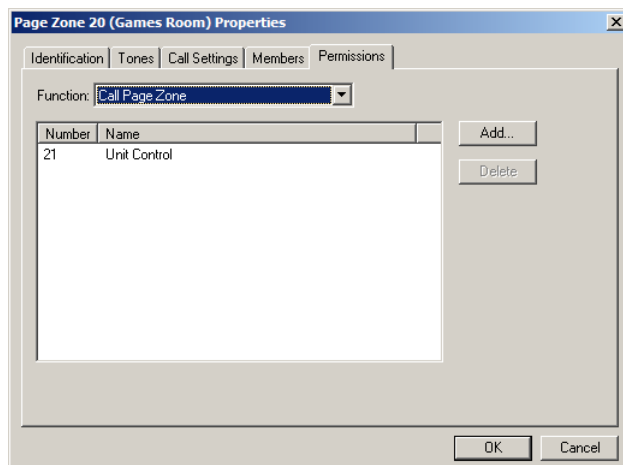 Page Zone 20 (Games Room) Properties
Identification Tones Call Settings Members Permissions
Function: Call Page Zone
Number Name
21 Unit Control
Add...
Delete
OK Cancel